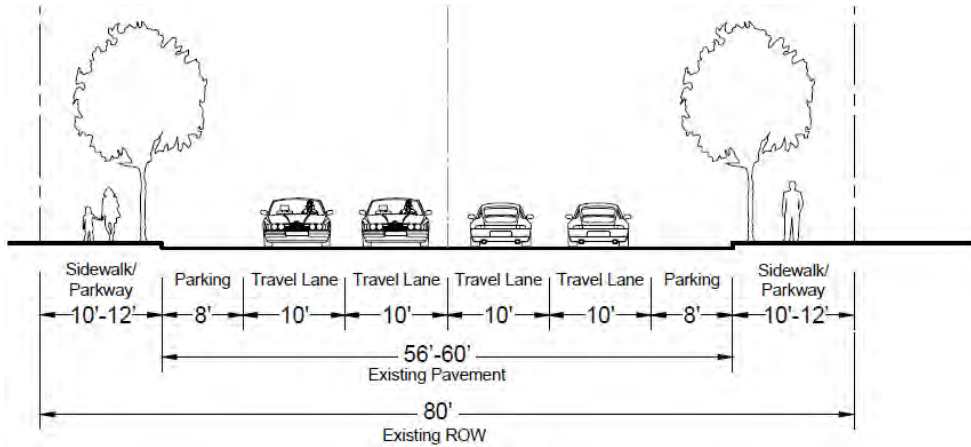 Sidewalk/
Parkway
Parking
Travel Lane
Travel Lane
Travel Lane
Travel Lane
Parking
Sidewalk/
Parkway
10'-12'
8'
10'
10'
10'
10'
8'
10'-12'
56'-60'
Existing Pavement
80'
Existing ROW